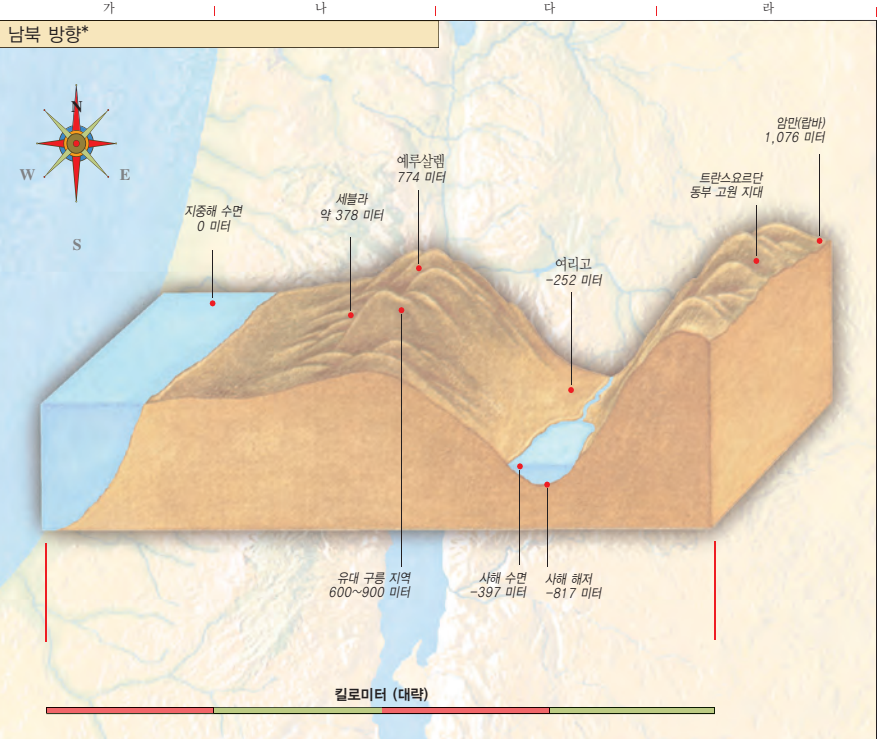 가 나 다 라
남북 방향*
N
W E
S
암만(랍바)
1,076 미터
예루살렘
774 미터
트란스요르단
동부 고원 지대
세블라
약 378 미터
지중해 수면
0 미터
여리고
-252 미터
유대 구릉 지역
600~900 미터
사해 수면
-397 미터
사해 해저
-817 미터
킬로미터 (대략)